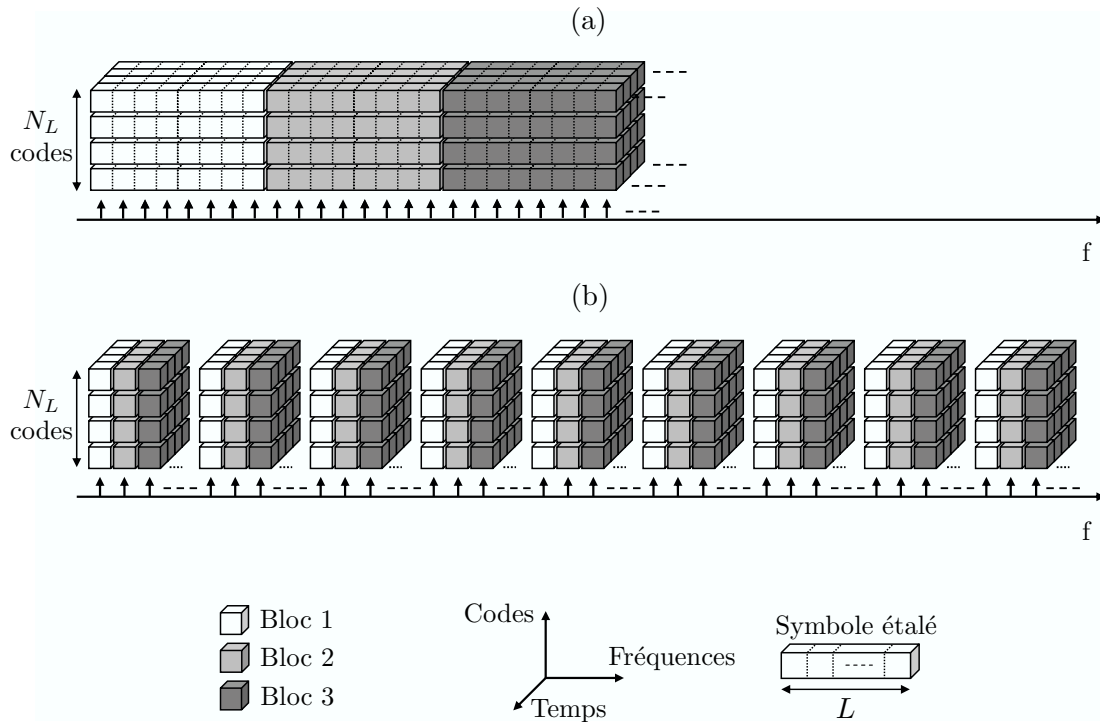 (a)
N_L
codes
f
(b)
N_L
codes
f
Bloc 1
Bloc 2
Bloc 3
Codes
Fréquences
Temps
Symbole étalé
L